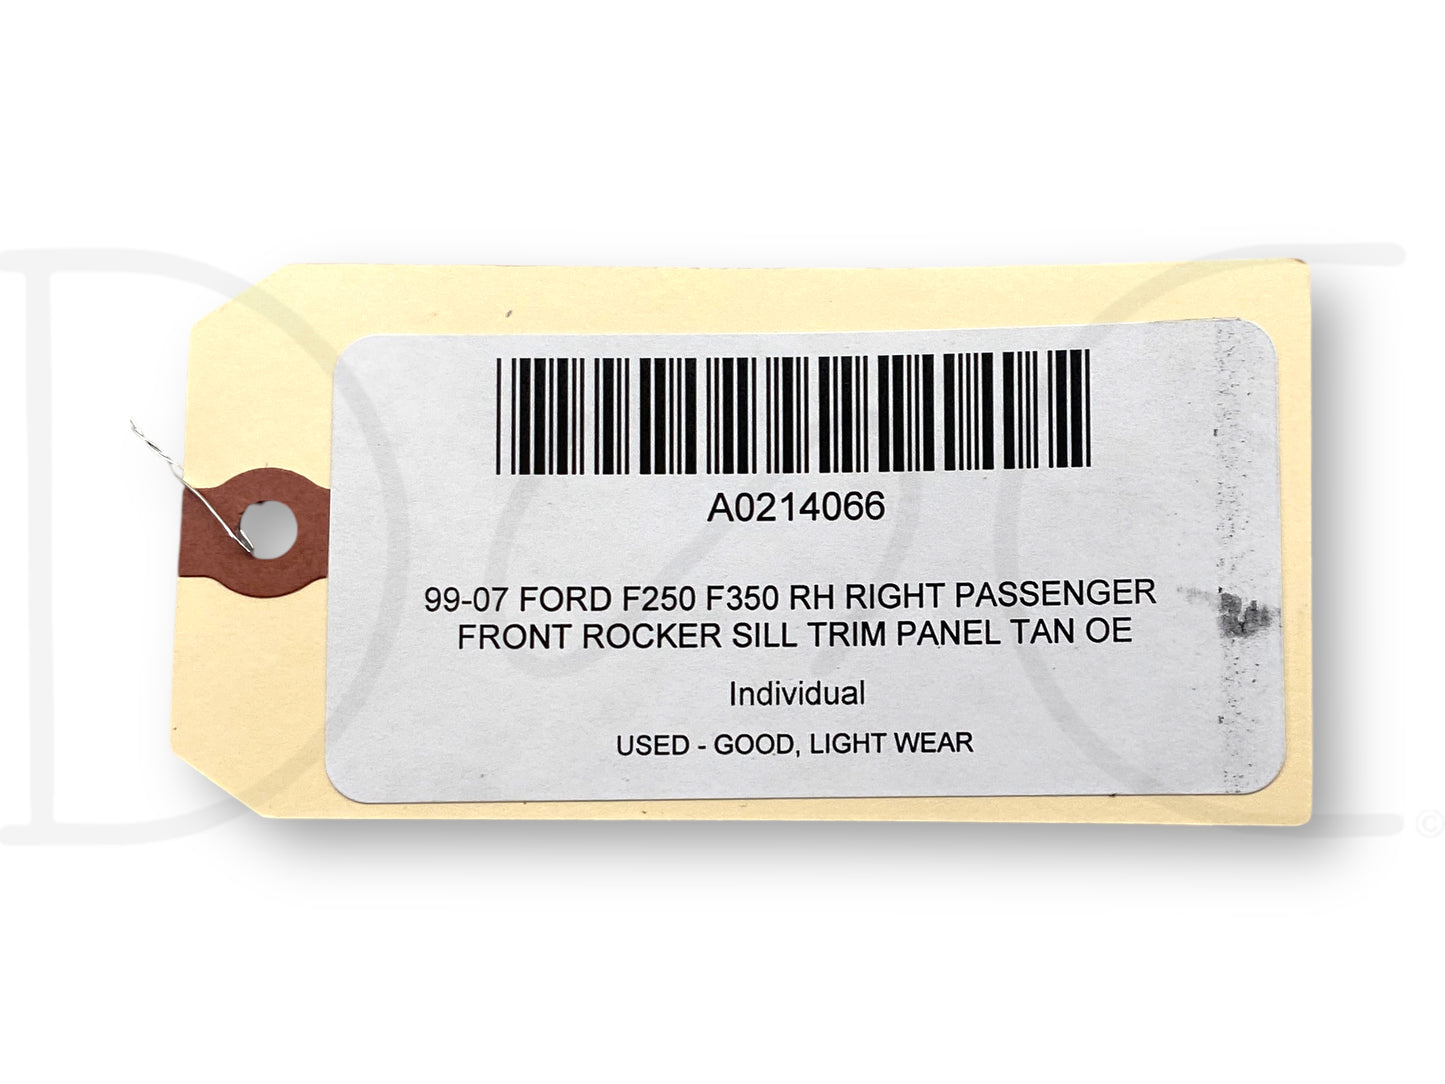 A0214066
99-07 FORD F250 F350 RH RIGHT PASSENGER
FRONT ROCKER SILL TRIM PANEL TAN OE
Individual
USED - GOOD, LIGHT WEAR
©